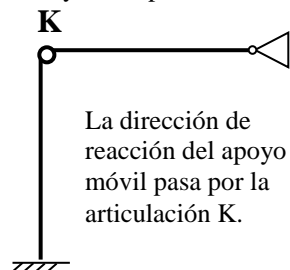 K
La dirección de
reacción del apoyo
móvil pasa por la
articulación K.